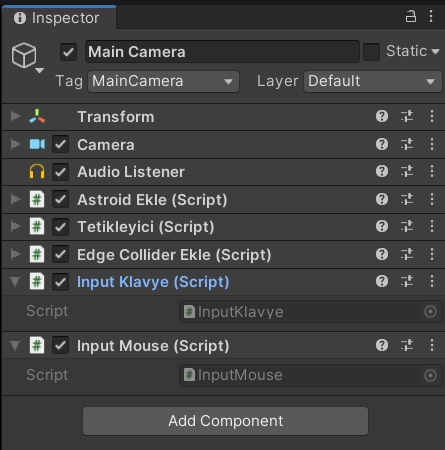 Inspector
Main Camera Static
Tag MainCamera Layer Default
Transform
Camera
Audio Listener
Astroid Ekle (Script)
Tetikleyici (Script)
Edge Collider Ekle (Script)
Input Klavye (Script)
Script InputKlavye
Input Mouse (Script)
Script InputMouse
Add Component